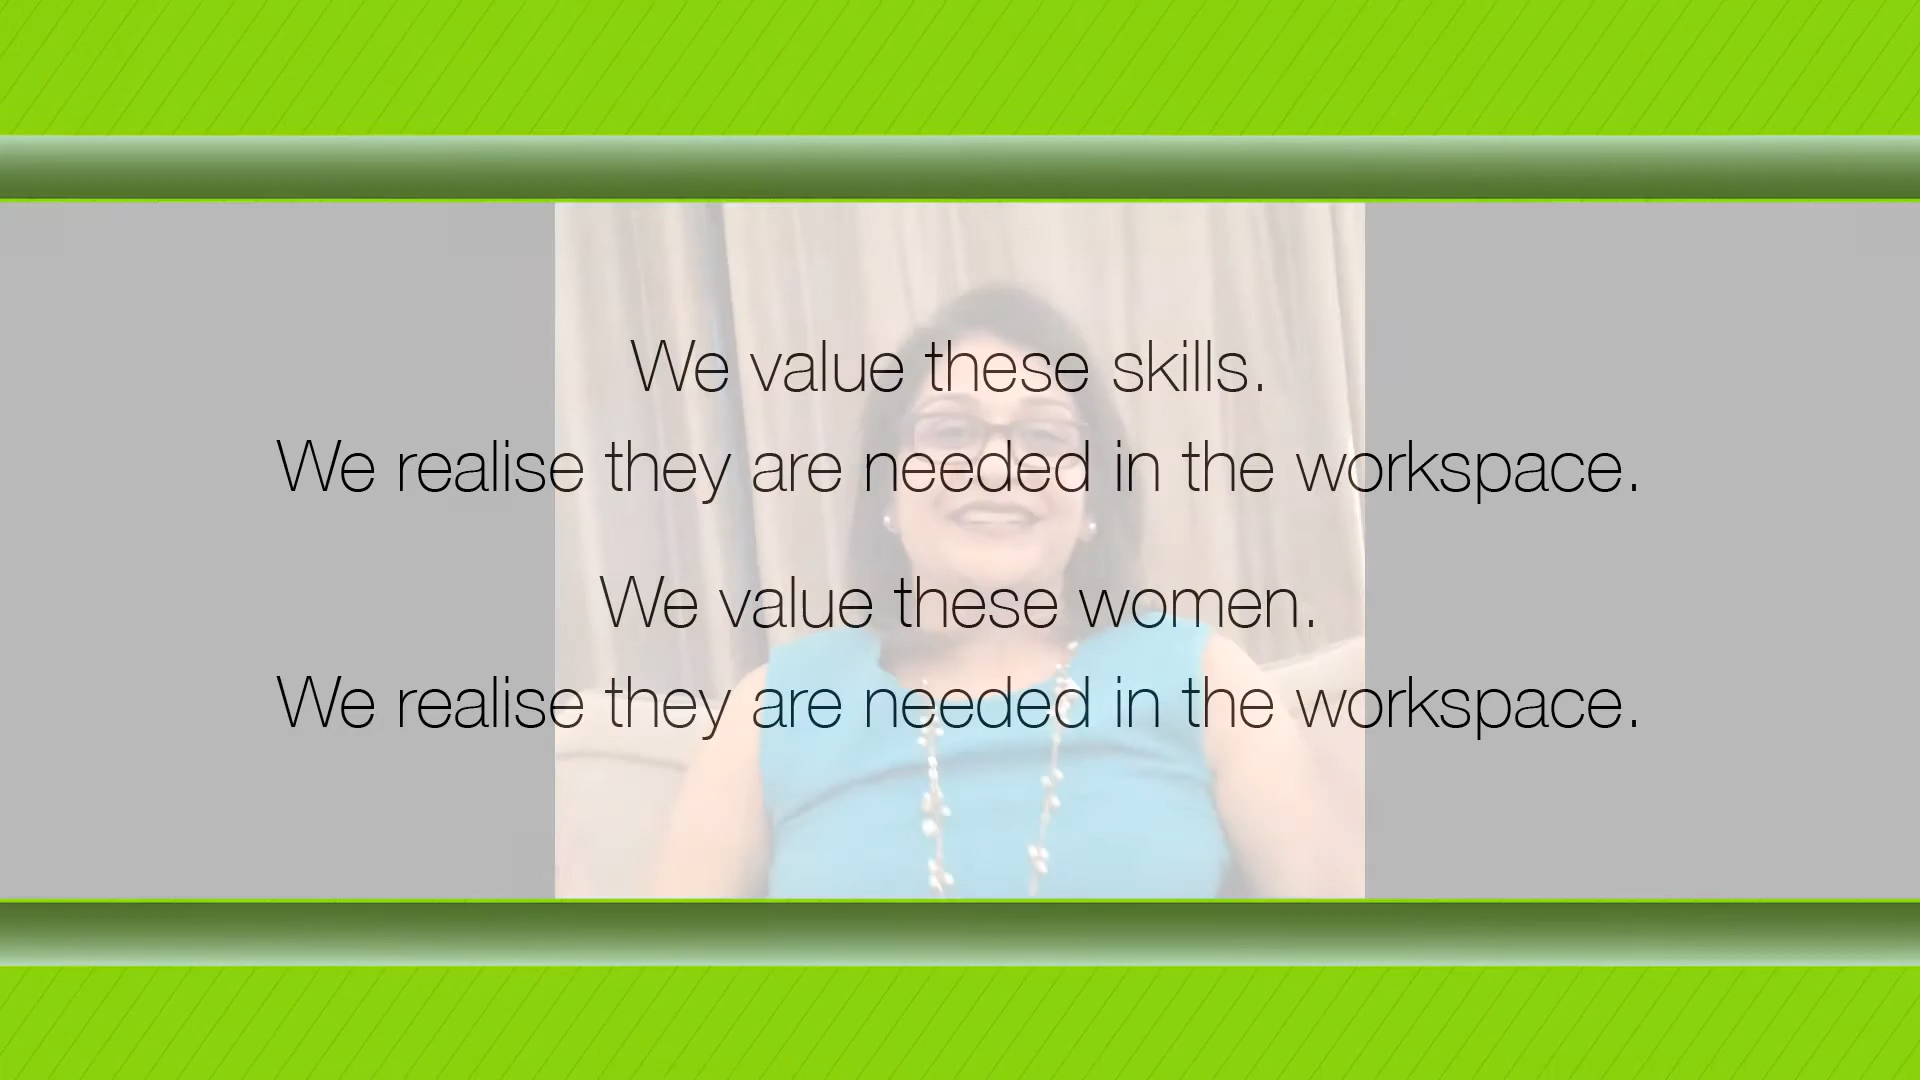 We value these skills.
We realise they are needed in the workspace.
We value these women.
We realise they are needed in the workspace.